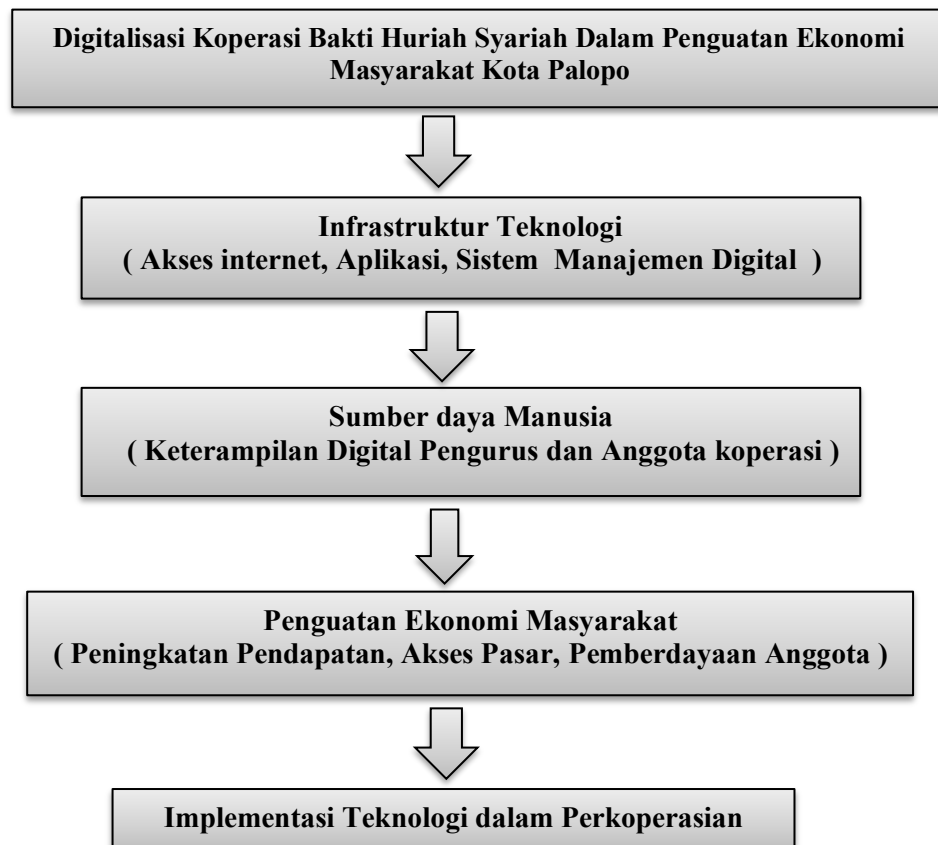 Digitalisasi Koperasi Bakti Huriah Syariah Dalam Penguatan Ekonomi
Masyarakat Kota Palopo
Infrastruktur Teknologi
( Akses internet, Aplikasi, Sistem  Manajemen Digital  )
Sumber daya Manusia
( Keterampilan Digital Pengurus dan Anggota koperasi )
Penguatan Ekonomi Masyarakat
( Peningkatan Pendapatan, Akses Pasar, Pemberdayaan Anggota )
Implementasi Teknologi dalam Perkoperasian